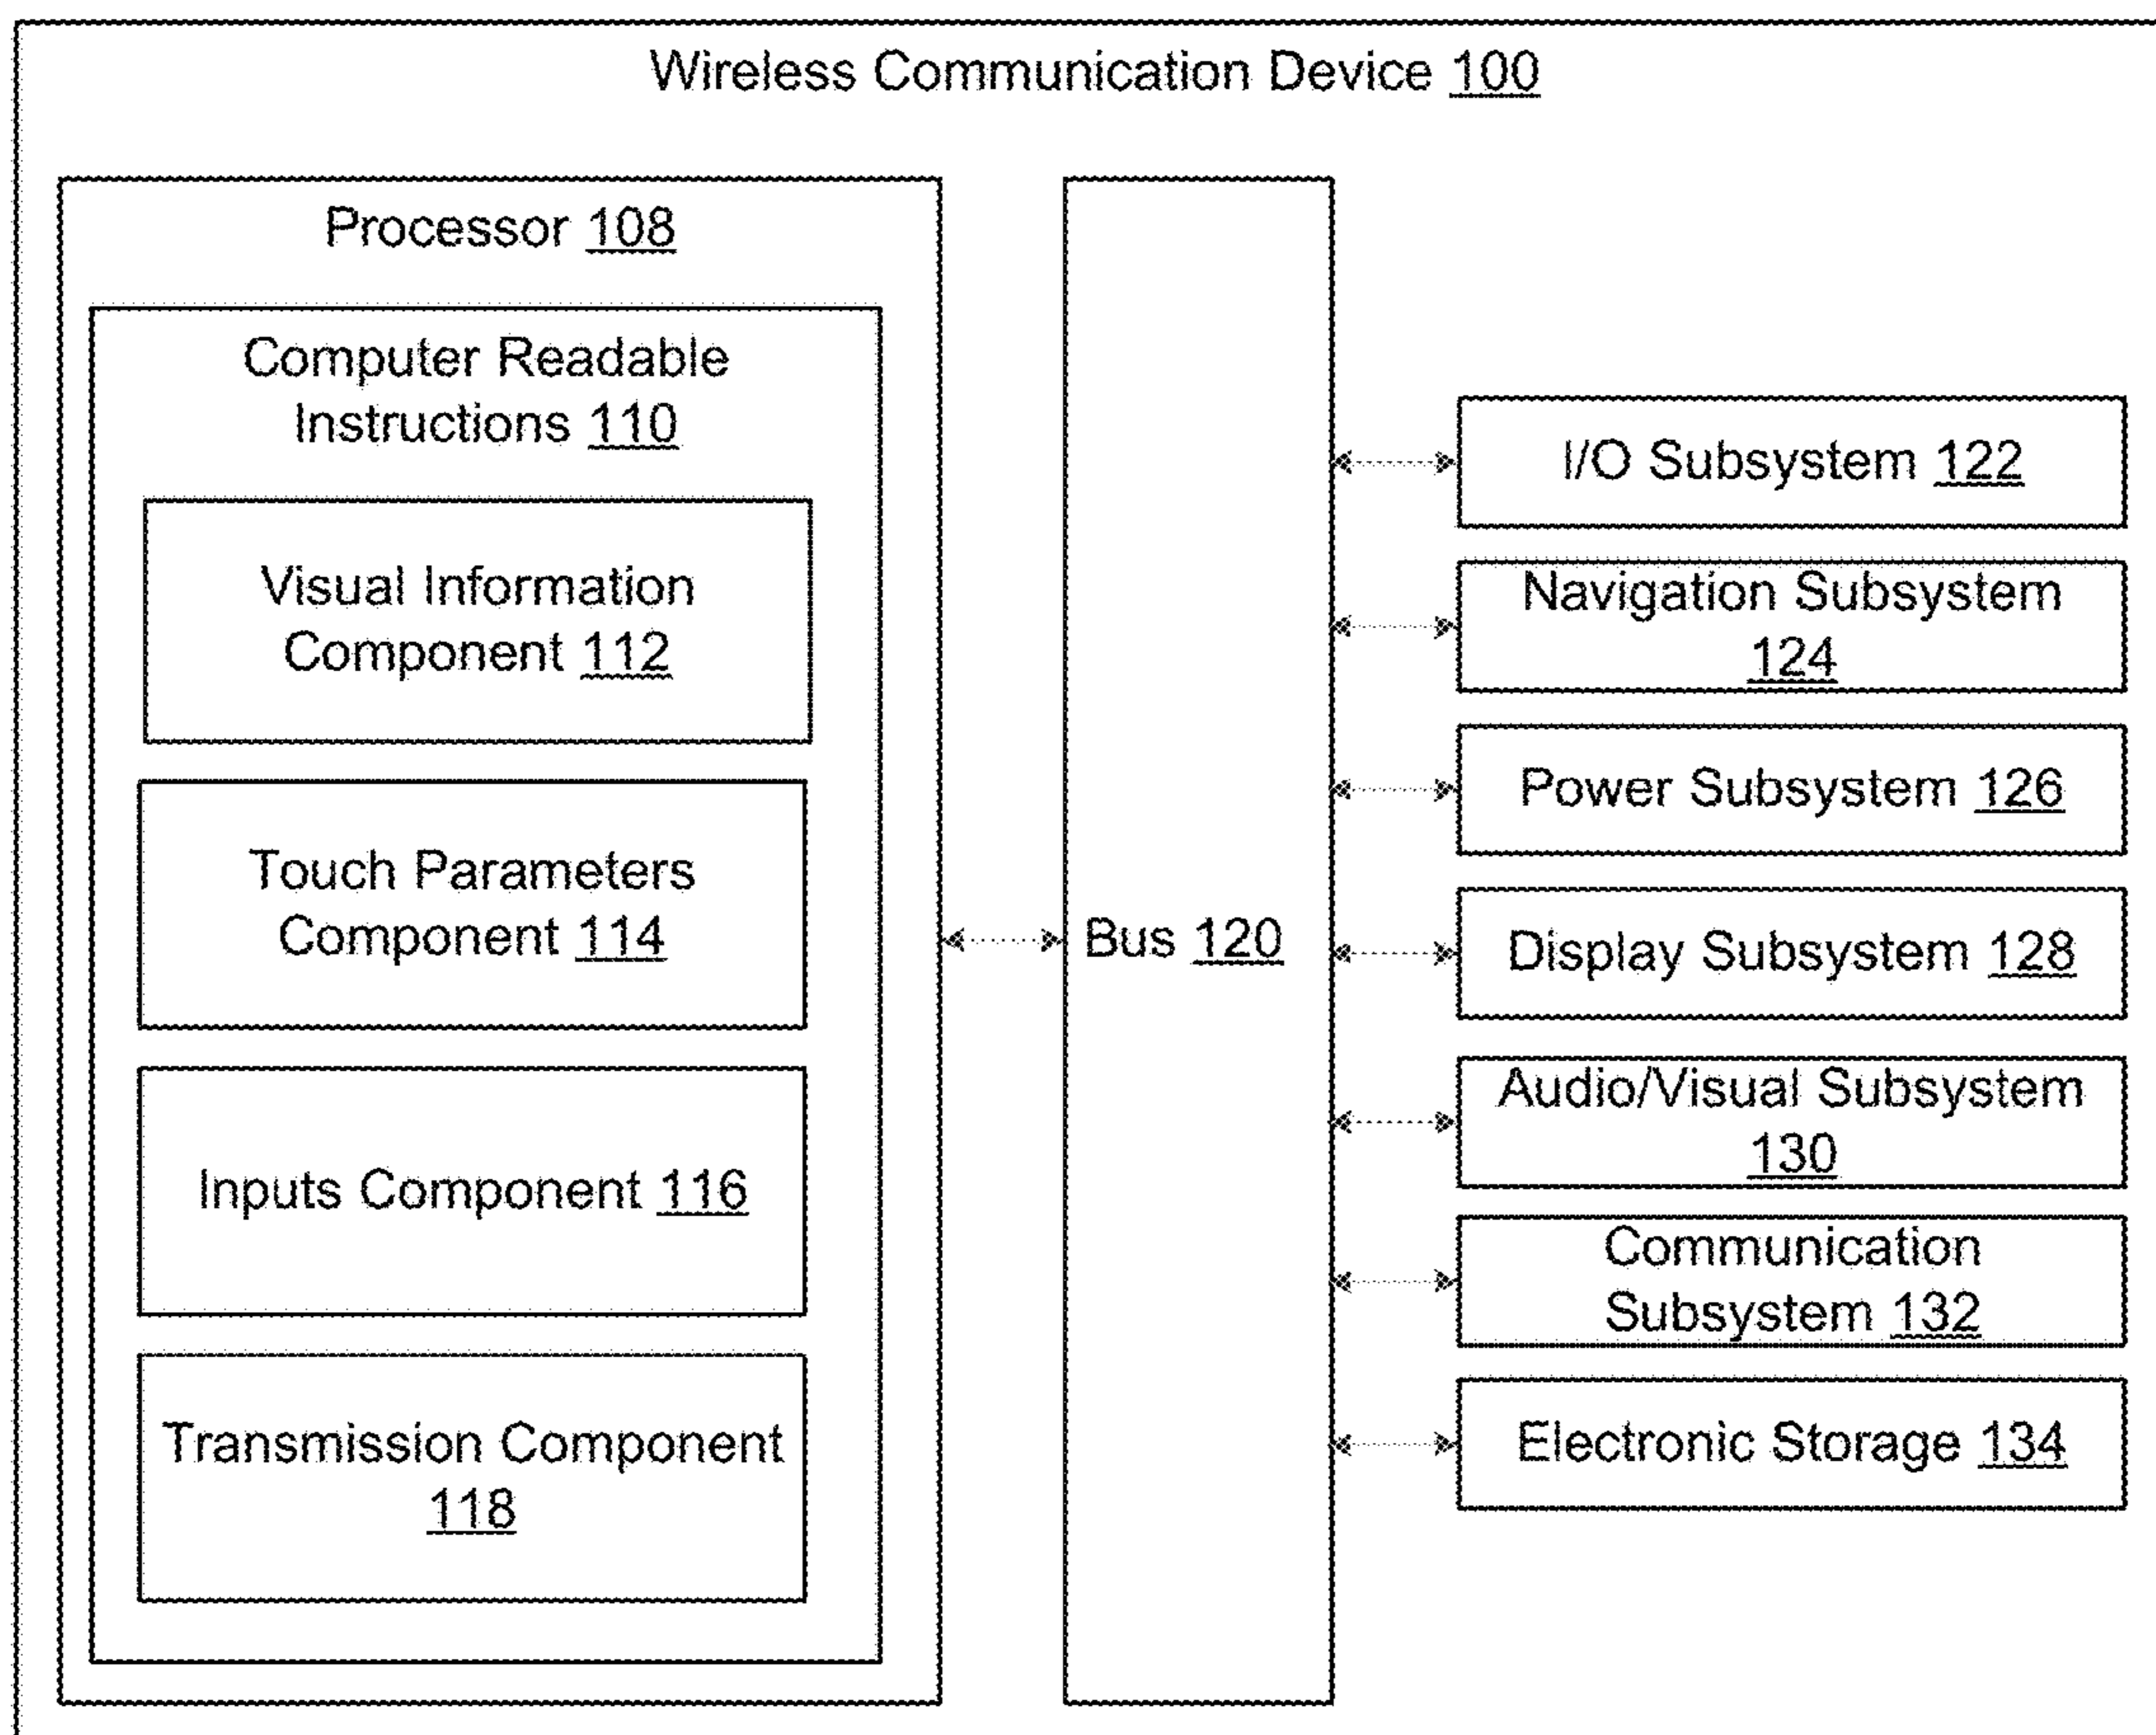 Wireless Communication Device 100
Processor 108
Computer Readable
Instructions 110
Visual Information
Component 112
Touch Parameters
Component 114
Inputs Component 116
Transmission Component
118
Bus 120
I/O Subsystem 122
Navigation Subsystem
124
Power Subsystem 126
Display Subsystem 128
Audio/Visual Subsystem
130
Communication
Subsystem 132
Electronic Storage 134